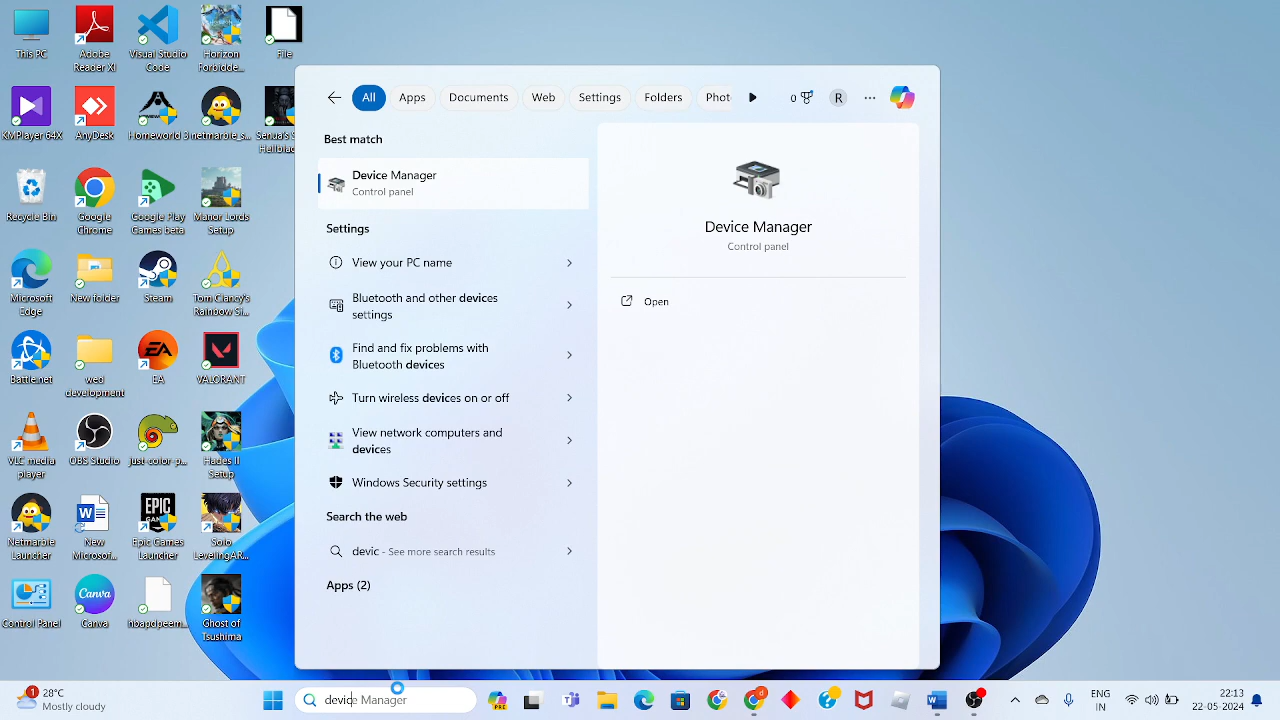 This PC
Adobe
Reader XI
Visual Studio
Code
Horizon
Forbidde...
File
KMPlayer 64X
AnyDesk
Homeworld 3
netmarble_s...
Senua's S
Hellblad
Recycle Bin
Google
Chrome
Google Play
Games beta
Manor Lords
Setup
Microsoft
Edge
New folder
Steam
Tom Clancy's
Rainbow Si...
Battle.net
wed
development
EA
VALORANT
VLC media
player
OBS Studio
just-color-p...
Hades II
Setup
Netmarble
Launcher
New
Microsof...
EPIC
GAMES
Epic Games
Launcher
Solo
LevelingAR...
Control Panel
Canva
Canva
nbapdpeem...
Ghost of
Tsushima
All
Apps
Documents
Web
Settings
Folders
Phot
0
R
Best match
Device Manager
Control panel
Settings
View your PC name
Bluetooth and other devices
settings
Find and fix problems with
Bluetooth devices
Turn wireless devices on or off
View network computers and
devices
Windows Security settings
Search the web
devic - See more search results
Apps (2)
Device Manager
Control panel
Open
1
28°C
Mostly cloudy
device Manager
ENG
IN
22-05-2024